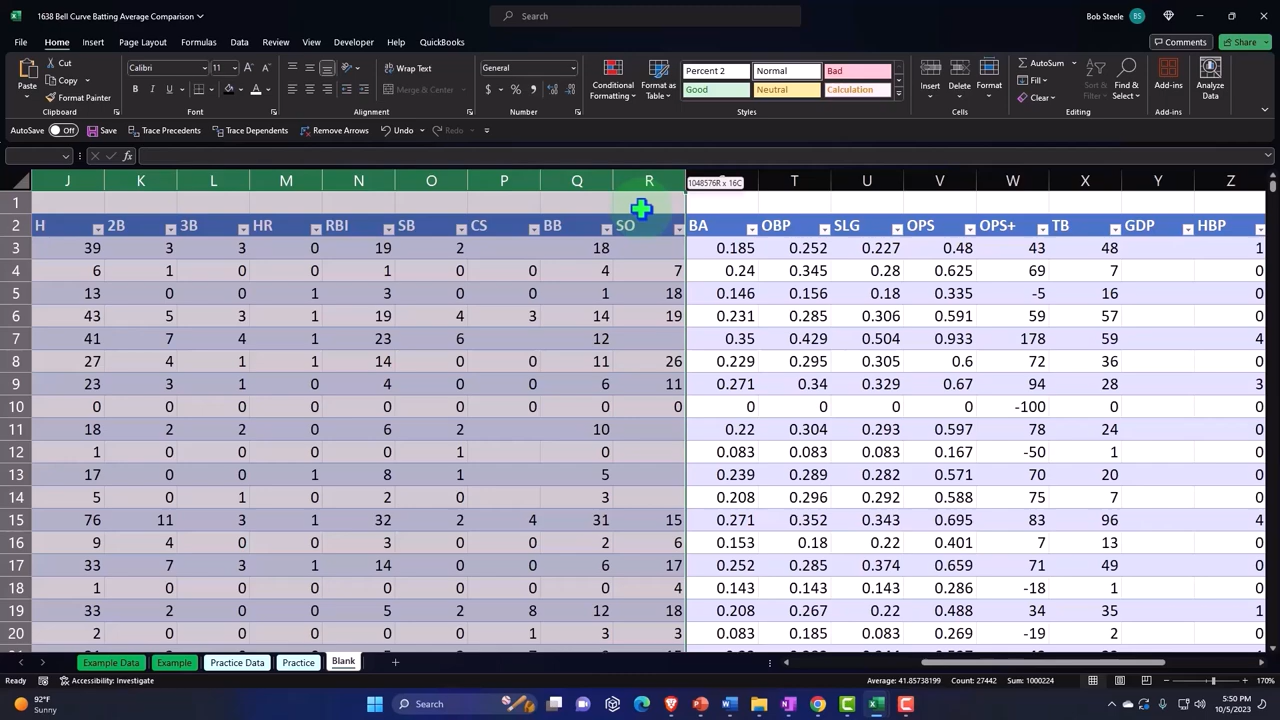 1638 Bell Curve Batting Average Comparison
Search
Bob Steele BS
File Home Insert Page Layout Formulas Data Review View Developer Help QuickBooks
Comments Share
Paste Cut Copy Format Painter
Clipboard
Calibri 11
Font
Wrap Text
Merge & Center
Alignment
General
Number
Conditional Formatting
Format as Table
Percent 2 Normal Bad
Good Neutral Calculation
Styles
Insert Delete Format
Cells
AutoSum Fill Clear
Sort & Filter
Find & Select
Editing
Add-ins
Add-ins
Analyze Data
AutoSave Off Save Trace Precedents Trace Dependents Remove Arrows Undo Redo
fx
J K L M N O P Q R 1048576R x 16C T U V W X Y Z
1
2 H 2B 3B HR RBI SB CS BB SO BA OBP SLG OPS OPS+ TB GDP HBP
3 39 3 3 0 19 2 18 0.185 0.252 0.227 0.48 43 48 1
4 6 1 0 0 1 0 0 4 7 0.24 0.345 0.28 0.625 69 7 0
5 13 0 0 1 3 0 0 1 18 0.146 0.156 0.18 0.335 -5 16 0
6 43 5 3 1 19 4 3 14 19 0.231 0.285 0.306 0.591 59 57 0
7 41 7 4 1 23 6 12 0.35 0.429 0.504 0.933 178 59 4
8 27 4 1 1 14 0 0 11 26 0.229 0.295 0.305 0.6 72 36 0
9 23 3 1 0 4 0 0 6 11 0.271 0.34 0.329 0.67 94 28 3
10 0 0 0 0 0 0 0 0 0 0 0 0 0 -100 0 0
11 18 2 2 0 6 2 10 0.22 0.304 0.293 0.597 78 24 0
12 1 0 0 0 0 1 0 0.083 0.083 0.083 0.167 -50 1 0
13 17 0 0 1 8 1 5 0.239 0.289 0.282 0.571 70 20 0
14 5 0 1 0 2 0 3 0.208 0.296 0.292 0.588 75 7 0
15 76 11 3 1 32 2 4 31 15 0.271 0.352 0.343 0.695 83 96 4
16 9 4 0 0 3 0 0 2 6 0.153 0.18 0.22 0.401 7 13 0
17 33 7 3 1 14 0 0 6 17 0.252 0.285 0.374 0.659 71 49 0
18 1 0 0 0 0 0 0 0 4 0.143 0.143 0.143 0.286 -18 1 0
19 33 2 0 0 5 2 8 12 18 0.208 0.267 0.22 0.488 34 35 1
20 2 0 0 0 0 0 1 3 3 0.083 0.185 0.083 0.269 -19 2 0
Example Data Example Practice Data Practice Blank
Ready Accessibility: Investigate Average: 41.85738199 Count: 27442 Sum: 1000224 170%
92°F
Sunny
Search
5:50 PM
10/5/2023